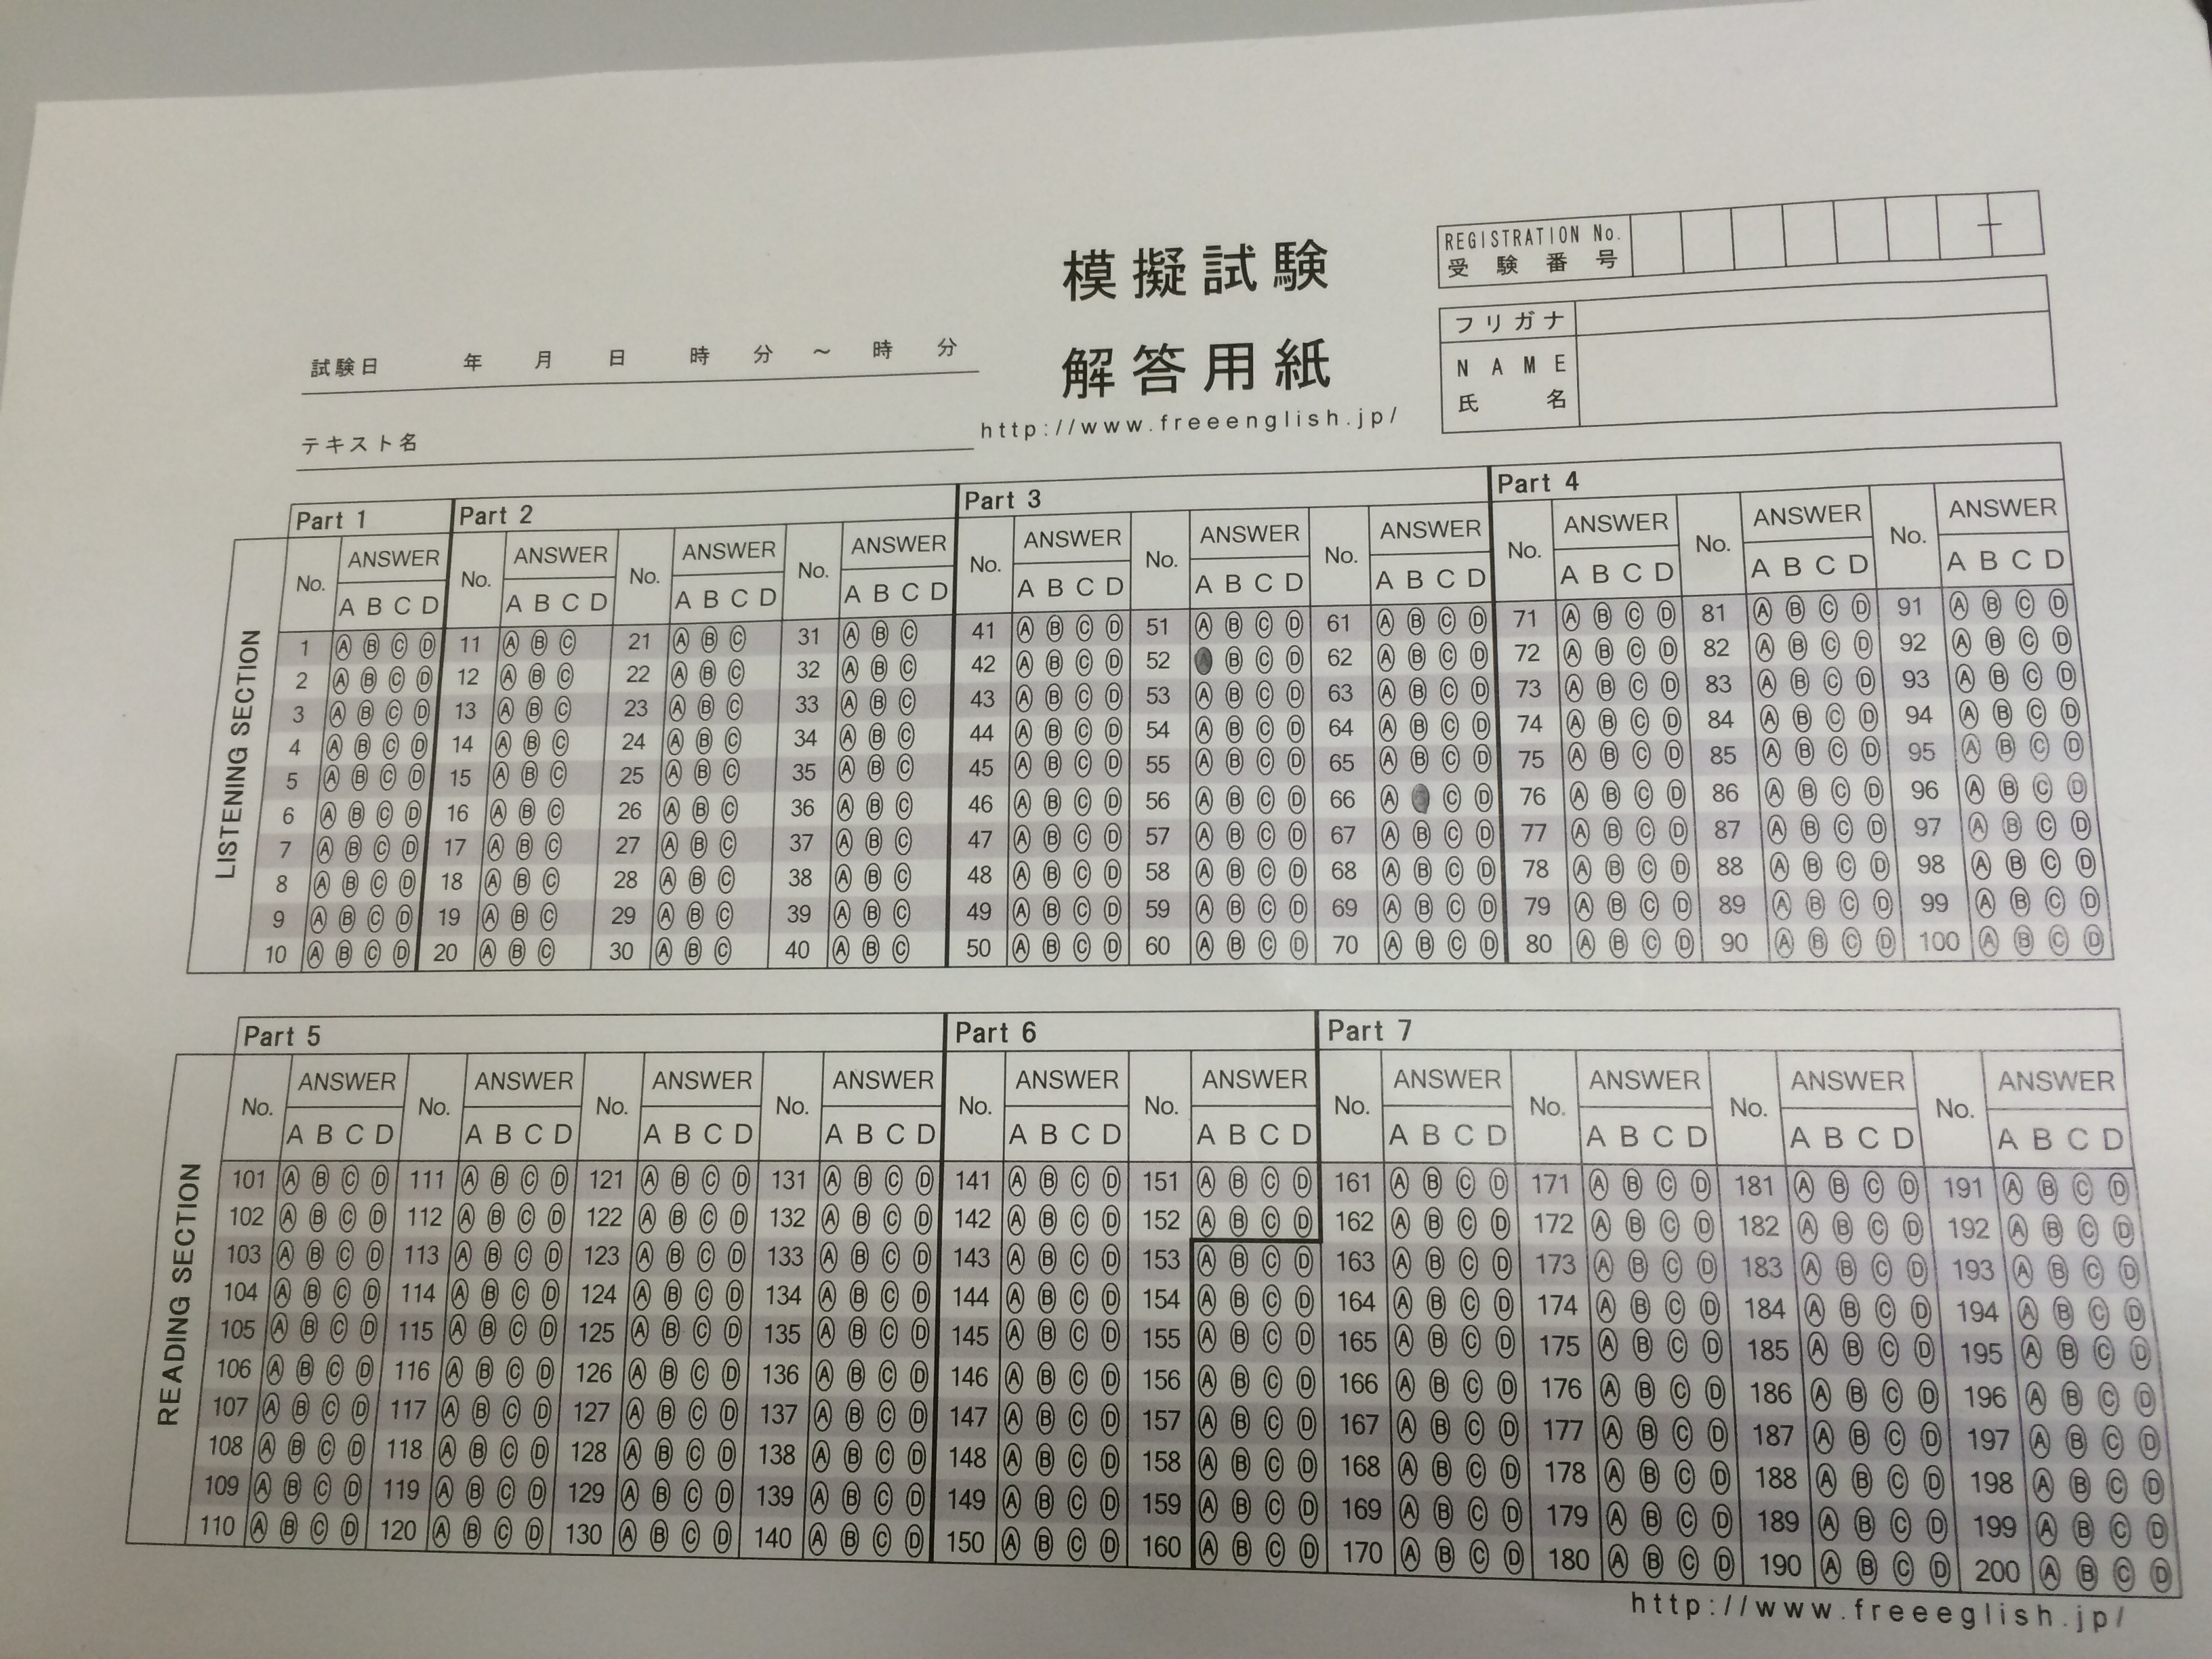 模擬試験
REGISTRATION No.
受験番号
試験日 年 月 日 時 分 ~ 時 分
解答用紙
フリガナ
NAME
氏名
テキスト名
http://www.freeenglish.jp/
LISTENING SECTION
Part 1 Part 2 Part 3 Part 4
No. ANSWER No. ANSWER No. ANSWER No. ANSWER No. ANSWER No. ANSWER No. ANSWER No. ANSWER No. ANSWER No. ANSWER
A B C D A B C D A B C D A B C D A B C D A B C D A B C D A B C D A B C D A B C D
1 A B C D 11 A B C 21 A B C 31 A B C 41 A B C D 51 A B C D 61 A B C D 71 A B C D 81 A B C D 91 A B C D
2 A B C D 12 A B C 22 A B C 32 A B C 42 A B C D 52 B C D 62 A B C D 72 A B C D 82 A B C D 92 A B C D
3 A B C D 13 A B C 23 A B C 33 A B C 43 A B C D 53 A B C D 63 A B C D 73 A B C D 83 A B C D 93 A B C D
4 A B C D 14 A B C 24 A B C 34 A B C 44 A B C D 54 A B C D 64 A B C D 74 A B C D 84 A B C D 94 A B C D
5 A B C D 15 A B C 25 A B C 35 A B C 45 A B C D 55 A B C D 65 A B C D 75 A B C D 85 A B C D 95 A B C D
6 A B C D 16 A B C 26 A B C 36 A B C 46 A B C D 56 A B C D 66 A C D 76 A B C D 86 A B C D 96 A B C D
7 A B C D 17 A B C 27 A B C 37 A B C 47 A B C D 57 A B C D 67 A B C D 77 A B C D 87 A B C D 97 A B C D
8 A B C D 18 A B C 28 A B C 38 A B C 48 A B C D 58 A B C D 68 A B C D 78 A B C D 88 A B C D 98 A B C D
9 A B C D 19 A B C 29 A B C 39 A B C 49 A B C D 59 A B C D 69 A B C D 79 A B C D 89 A B C D 99 A B C D
10 A B C D 20 A B C 30 A B C 40 A B C 50 A B C D 60 A B C D 70 A B C D 80 A B C D 90 A B C D 100 A B C D
READING SECTION
Part 5 Part 6 Part 7
No. ANSWER No. ANSWER No. ANSWER No. ANSWER No. ANSWER No. ANSWER No. ANSWER No. ANSWER No. ANSWER No. ANSWER
A B C D A B C D A B C D A B C D A B C D A B C D A B C D A B C D A B C D A B C D
101 A B C D 111 A B C D 121 A B C D 131 A B C D 141 A B C D 151 A B C D 161 A B C D 171 A B C D 181 A B C D 191 A B C D
102 A B C D 112 A B C D 122 A B C D 132 A B C D 142 A B C D 152 A B C D 162 A B C D 172 A B C D 182 A B C D 192 A B C D
103 A B C D 113 A B C D 123 A B C D 133 A B C D 143 A B C D 153 A B C D 163 A B C D 173 A B C D 183 A B C D 193 A B C D
104 A B C D 114 A B C D 124 A B C D 134 A B C D 144 A B C D 154 A B C D 164 A B C D 174 A B C D 184 A B C D 194 A B C D
105 A B C D 115 A B C D 125 A B C D 135 A B C D 145 A B C D 155 A B C D 165 A B C D 175 A B C D 185 A B C D 195 A B C D
106 A B C D 116 A B C D 126 A B C D 136 A B C D 146 A B C D 156 A B C D 166 A B C D 176 A B C D 186 A B C D 196 A B C D
107 A B C D 117 A B C D 127 A B C D 137 A B C D 147 A B C D 157 A B C D 167 A B C D 177 A B C D 187 A B C D 197 A B C D
108 A B C D 118 A B C D 128 A B C D 138 A B C D 148 A B C D 158 A B C D 168 A B C D 178 A B C D 188 A B C D 198 A B C D
109 A B C D 119 A B C D 129 A B C D 139 A B C D 149 A B C D 159 A B C D 169 A B C D 179 A B C D 189 A B C D 199 A B C D
110 A B C D 120 A B C D 130 A B C D 140 A B C D 150 A B C D 160 A B C D 170 A B C D 180 A B C D 190 A B C D 200 A B C D
http://www.freeeglish.jp/